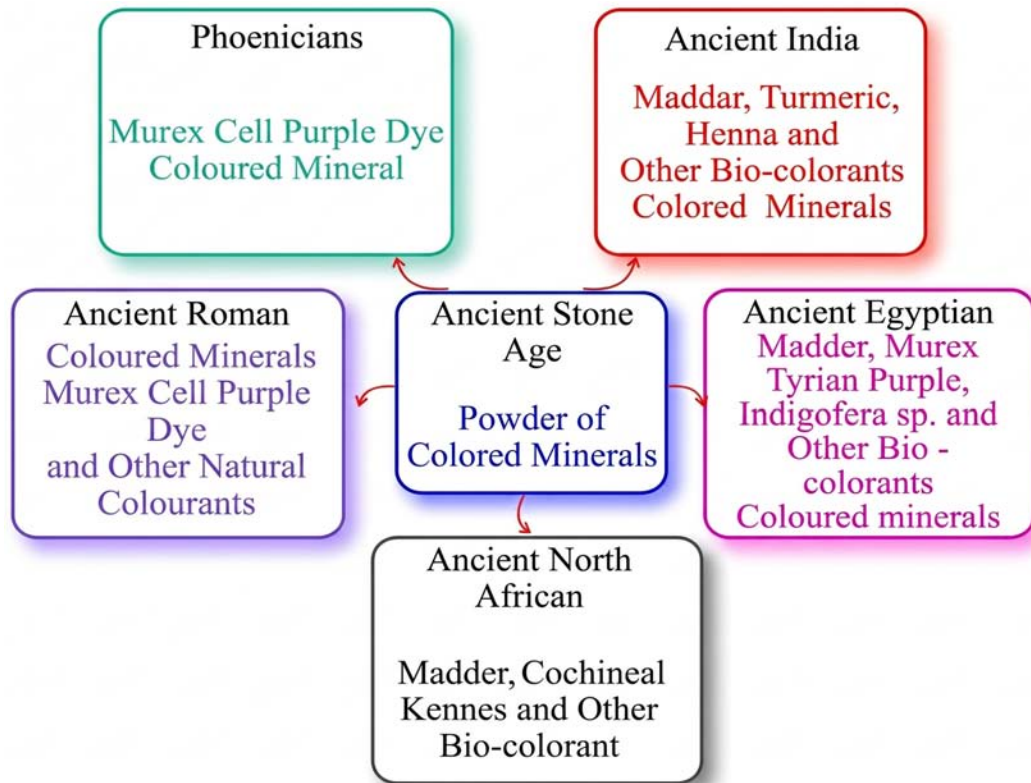 Phoenicians
Murex Cell Purple Dye
Coloured Mineral
Ancient India
Maddar, Turmeric,
Henna and
Other Bio-colorants
Colored Minerals
Ancient Roman
Coloured Minerals
Murex Cell Purple
Dye
and Other Natural
Colourants
Ancient Stone
Age
Powder of
Colored Minerals
Ancient Egyptian
Madder, Murex
Tyrian Purple,
Indigofera sp. and
Other Bio -
colorants
Coloured minerals
Ancient North
African
Madder, Cochineal
Kennes and Other
Bio-colorant